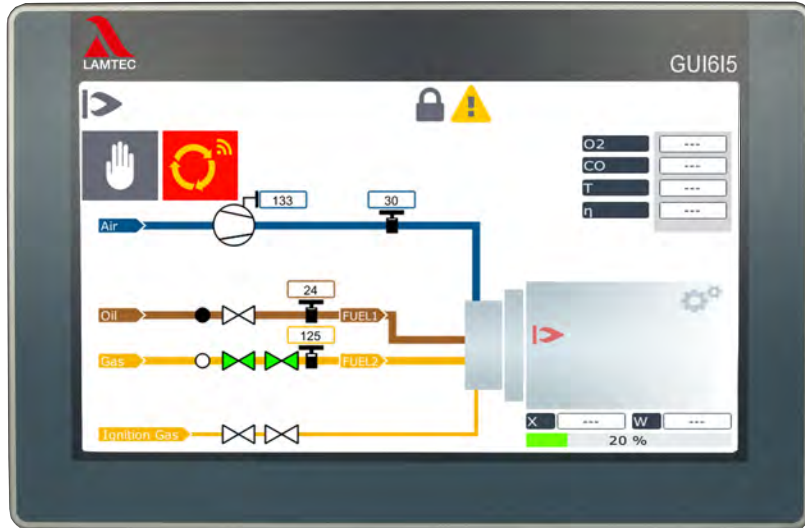 LAMTEC
GUI6I5
O2 ---
CO ---
T ---
η ---
133
30
Air
24
Oil
FUEL1
125
Gas
FUEL2
Ignition Gas
X --- W ---
20 %